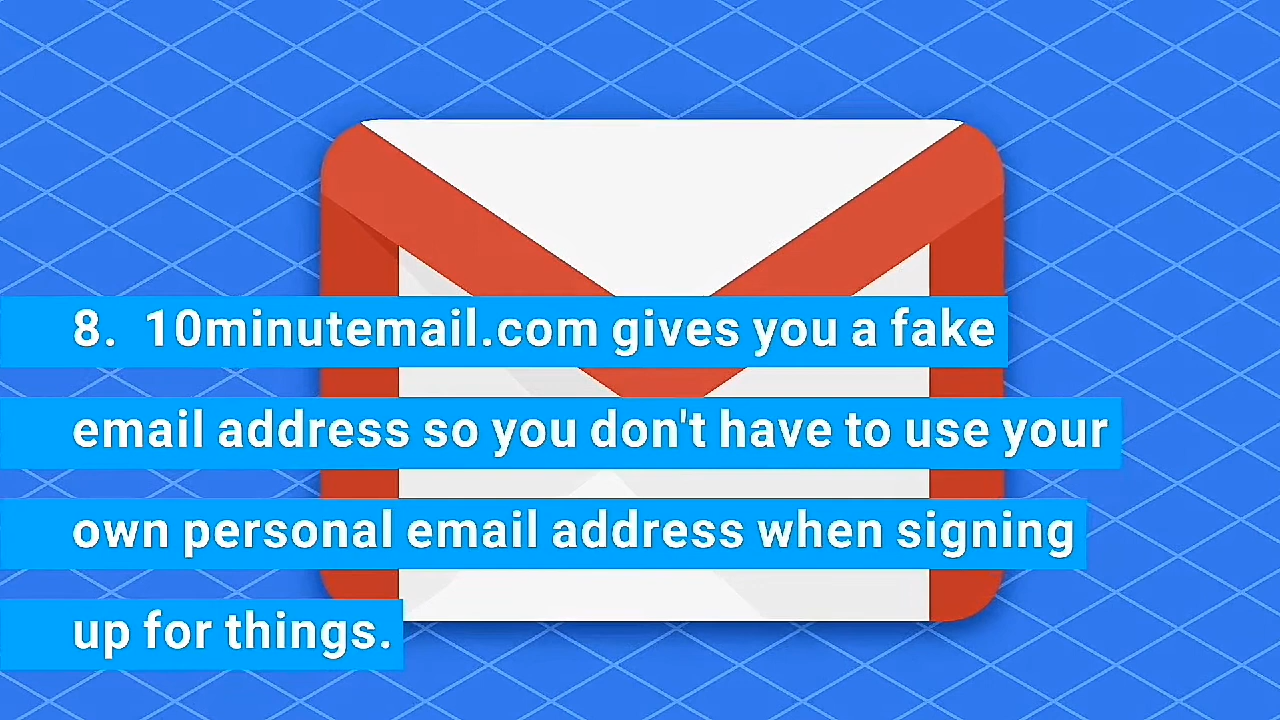 8. 10minutemail.com gives you a fake
email address so you don't have to use your
own personal email address when signing
up for things.